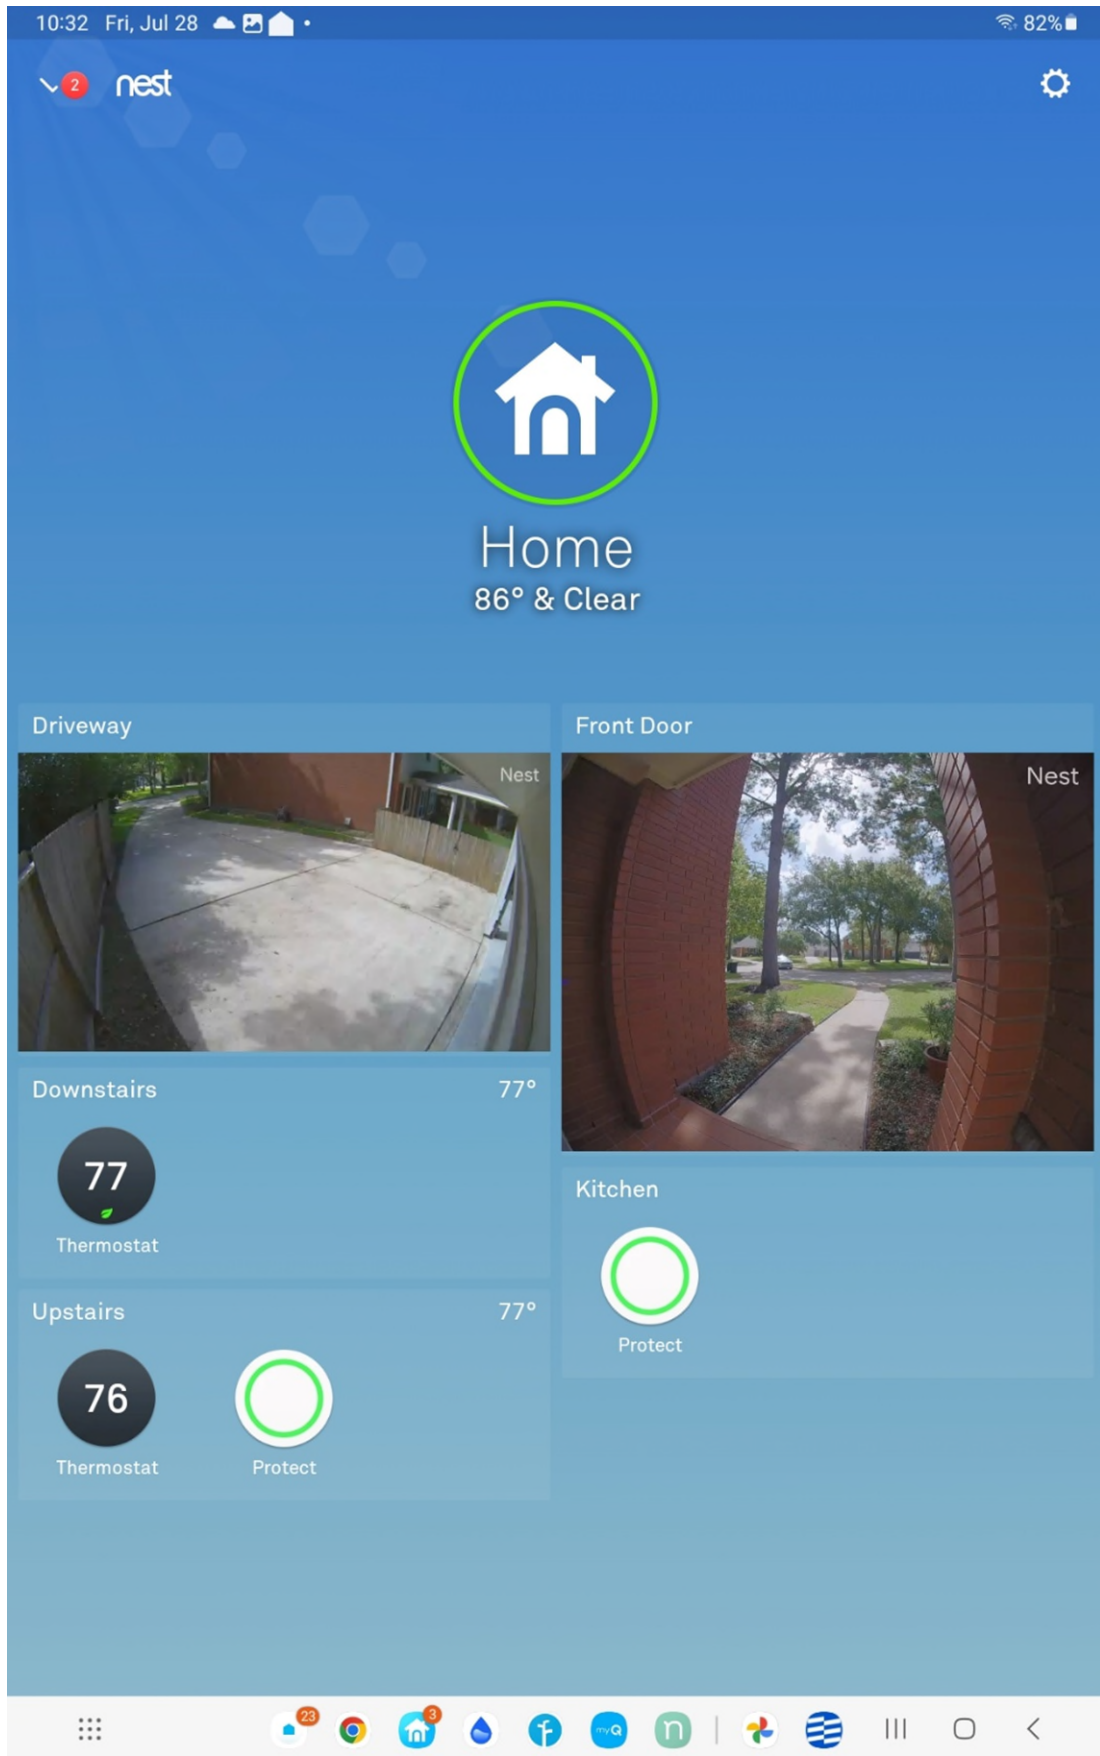 10:32 Fri, Jul 28
82%
2 nest
Home
86° & Clear
Driveway
Nest
Front Door
Nest
Downstairs 77°
77
Thermostat
Kitchen
Protect
Upstairs 77°
76
Thermostat
Protect
23
3
myQ
n